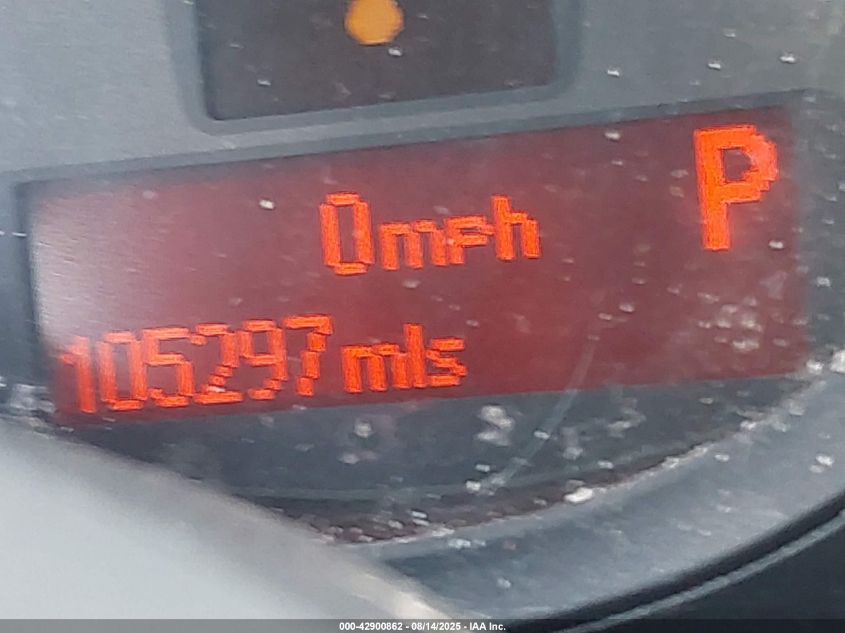 P
0mph
105297mls
000-42900862 - 08/14/2025 - IAA Inc.